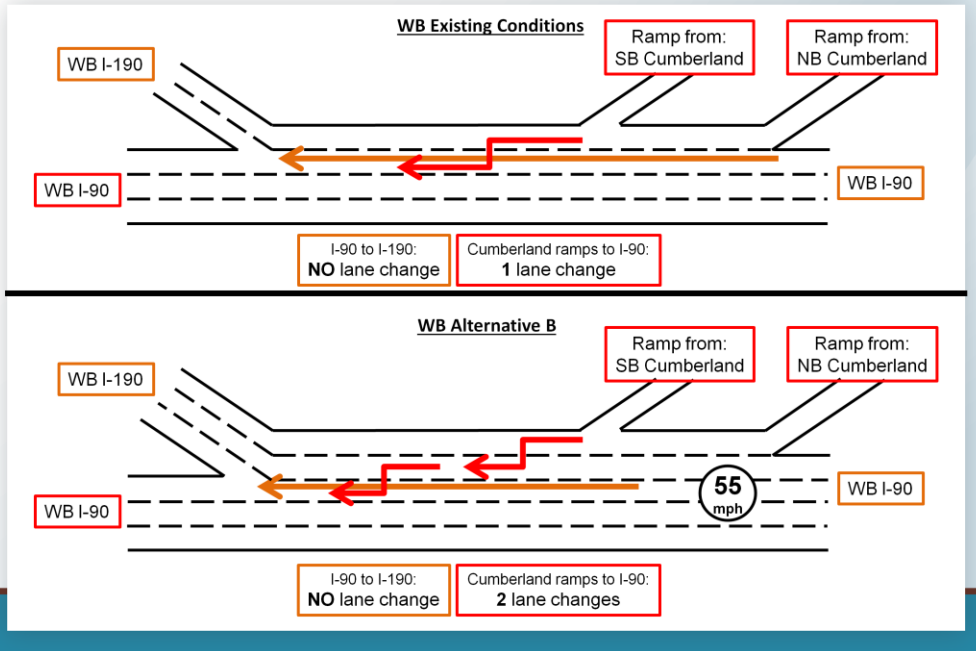 WB Existing Conditions
WB I-190
Ramp from:
SB Cumberland
Ramp from:
NB Cumberland
WB I-90
WB I-90
I-90 to I-190:
NO lane change
Cumberland ramps to I-90:
1 lane change
WB Alternative B
WB I-190
Ramp from:
SB Cumberland
Ramp from:
NB Cumberland
55
mph
WB I-90
WB I-90
I-90 to I-190:
NO lane change
Cumberland ramps to I-90:
2 lane changes